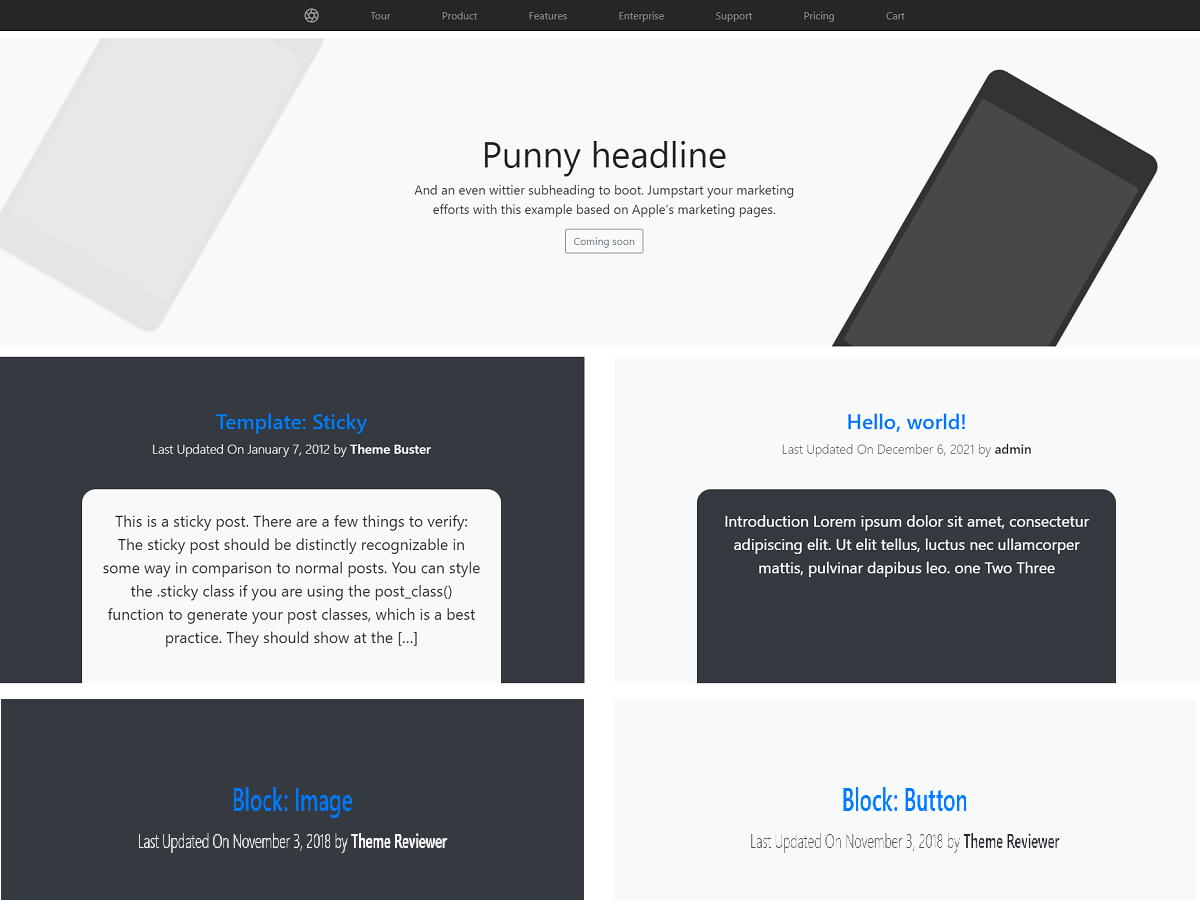 Tour Product Features Enterprise Support Pricing Cart
Punny headline
And an even wittier subheading to boot. Jumpstart your marketing
efforts with this example based on Apple's marketing pages.
Coming soon
Template: Sticky
Last Updated On January 7, 2012 by Theme Buster
This is a sticky post. There are a few things to verify:
The sticky post should be distinctly recognizable in
some way in comparison to normal posts. You can style
the .sticky class if you are using the post_class()
function to generate your post classes, which is a best
practice. They should show at the […]
Hello, world!
Last Updated On December 6, 2021 by admin
Introduction Lorem ipsum dolor sit amet, consectetur
adipiscing elit. Ut elit tellus, luctus nec ullamcorper
mattis, pulvinar dapibus leo. one Two Three
Block: Image
Last Updated On November 3, 2018 by Theme Reviewer
Block: Button
Last Updated On November 3, 2018 by Theme Reviewer